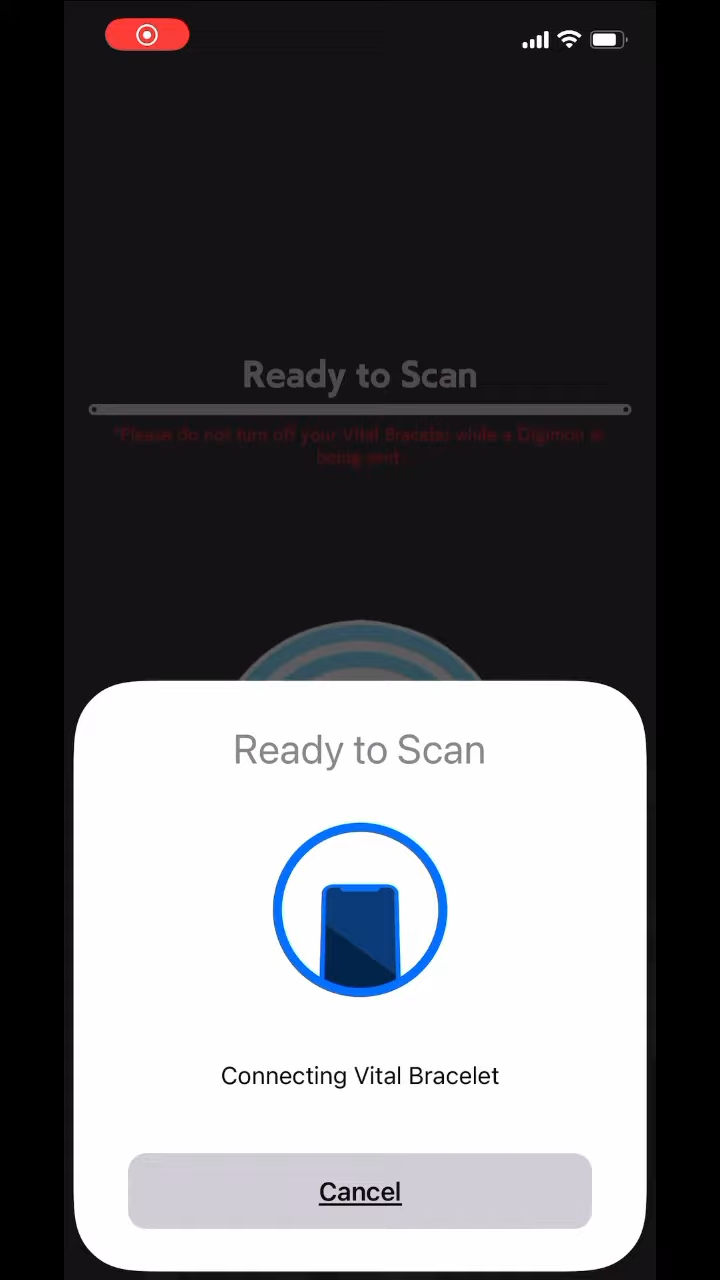 Ready to Scan
*Please do not turn off your Vital Bracelet while a Digimon is
being sent.
Ready to Scan
Connecting Vital Bracelet
Cancel